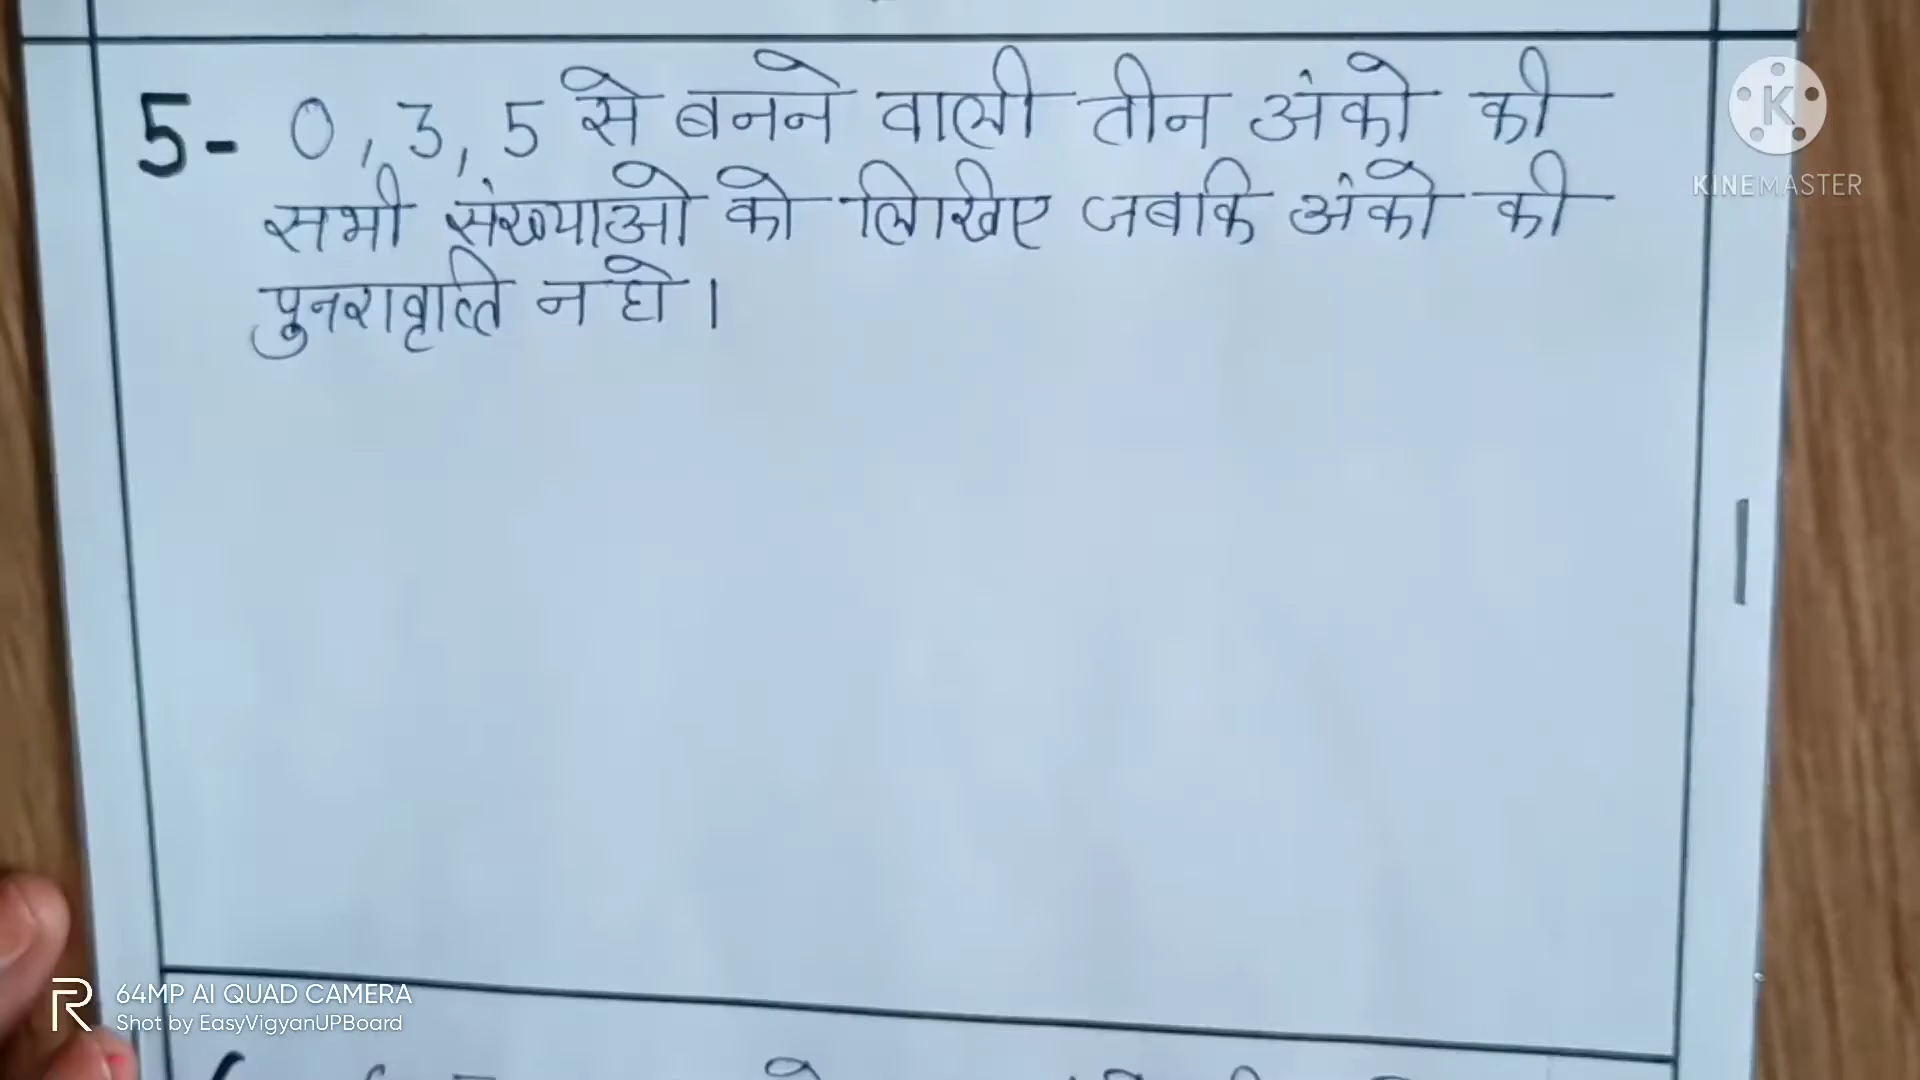 5- 0, 3, 5 से बनने वाली तीन अंको की
सभी संख्याओ को लिखिए जबकि अंको की
पुनरावृत्ति न हो।
K
KINEMASTER
R
64MP AI QUAD CAMERA
Shot by EasyVigyanUPBoard